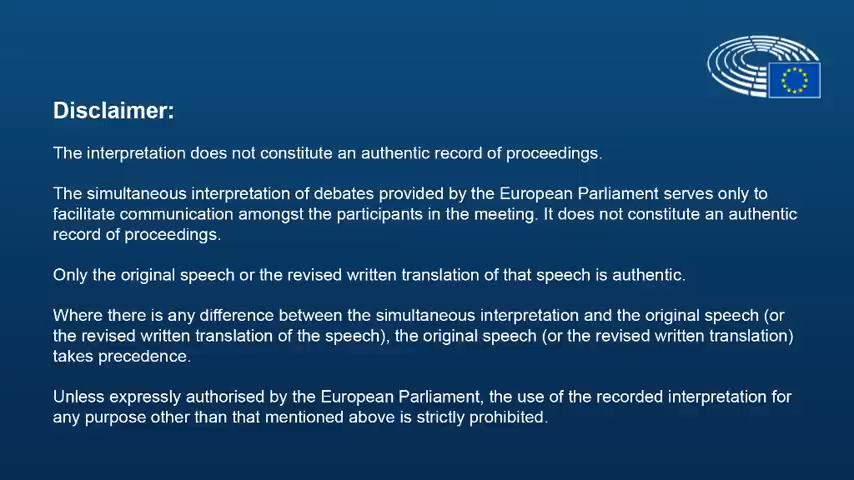 Disclaimer:
The interpretation does not constitute an authentic record of proceedings.
The simultaneous interpretation of debates provided by the European Parliament serves only to
facilitate communication amongst the participants in the meeting. It does not constitute an authentic
record of proceedings.
Only the original speech or the revised written translation of that speech is authentic.
Where there is any difference between the simultaneous interpretation and the original speech (or
the revised written translation of the speech), the original speech (or the revised written translation)
takes precedence.
Unless expressly authorised by the European Parliament, the use of the recorded interpretation for
any purpose other than that mentioned above is strictly prohibited.